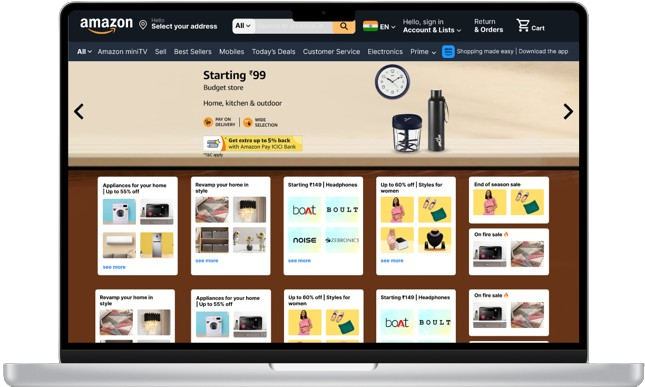 amazon
Hello
Select your address
All
EN
Hello, sign in
Account & Lists
Return
& Orders
Cart
All
Amazon miniTV
Sell
Best Sellers
Mobiles
Today's Deals
Customer Service
Electronics
Prime
Shopping made easy | Download the app
Starting ₹99
Budget store
Home, kitchen & outdoor
PAY ON
DELIVERY
WIDE
SELECTION
Get extra up to 5% back
with Amazon Pay ICICI Bank
*T&C apply
Appliances for your home
| Up to 55% off
see more
Revamp your home in
style
see more
Starting ₹149 | Headphones
boAt
BOULT
noise
ZEBRONICS
see more
Up to 60% off | Styles for
women
see more
End of season sale
On fire sale 🔥
Revamp your home in
style
Appliances for your home
| Up to 55% off
Up to 60% off | Styles for
women
Starting ₹149 | Headphones
boAt
BOULT
On fire sale 🔥